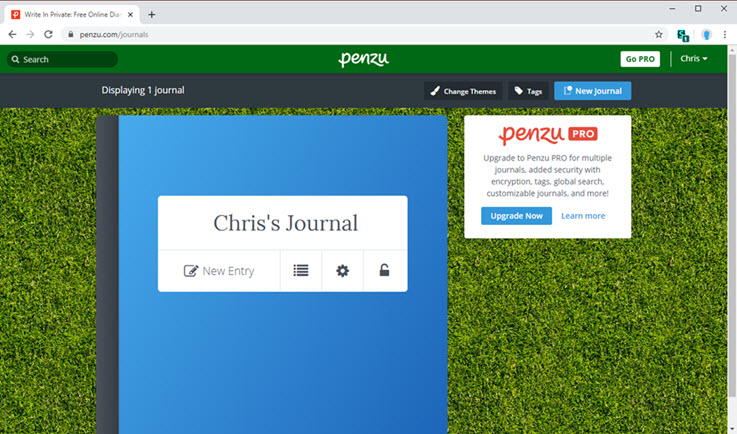 Write In Private: Free Online Dia
penzu.com/journals
Search
penzu
Go PRO
Chris
Displaying 1 journal
Change Themes
Tags
New Journal
penzu PRO
Upgrade to Penzu PRO for multiple
journals, added security with
encryption, tags, global search,
customizable journals, and more!
Upgrade Now
Learn more
Chris's Journal
New Entry